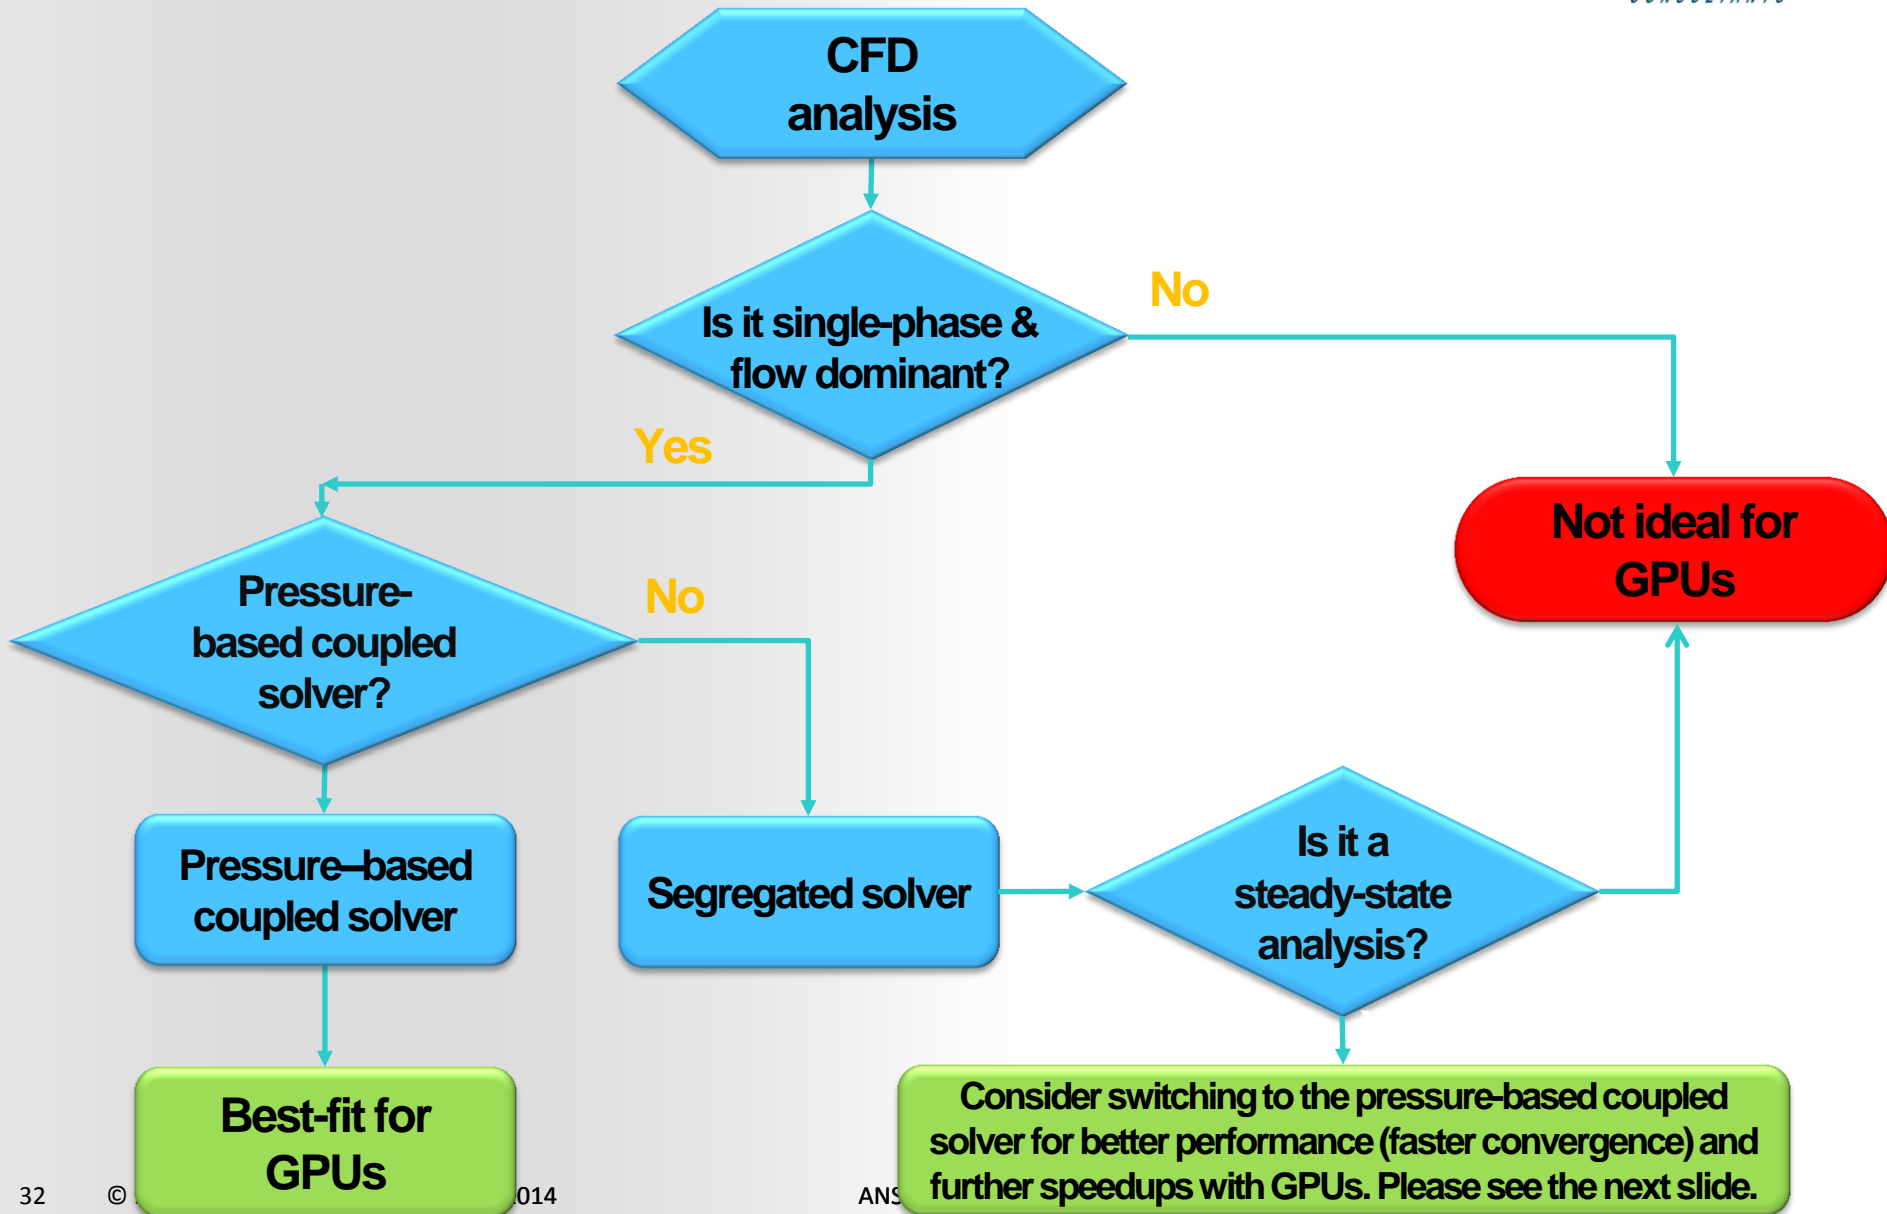 CFD
analysis
Is it single-phase &
flow dominant?
No
Yes
Not ideal for
GPUs
Pressure-
based coupled
solver?
No
Pressure–based
coupled solver
Segregated solver
Is it a
steady-state
analysis?
Best-fit for
GPUs
Consider switching to the pressure-based coupled
solver for better performance (faster convergence) and
further speedups with GPUs. Please see the next slide.
32 ©